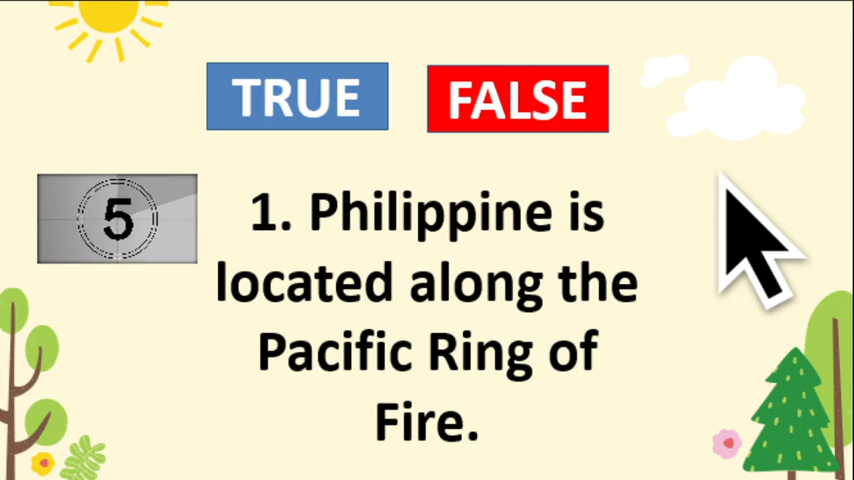 TRUE FALSE
5
1. Philippine is
located along the
Pacific Ring of
Fire.